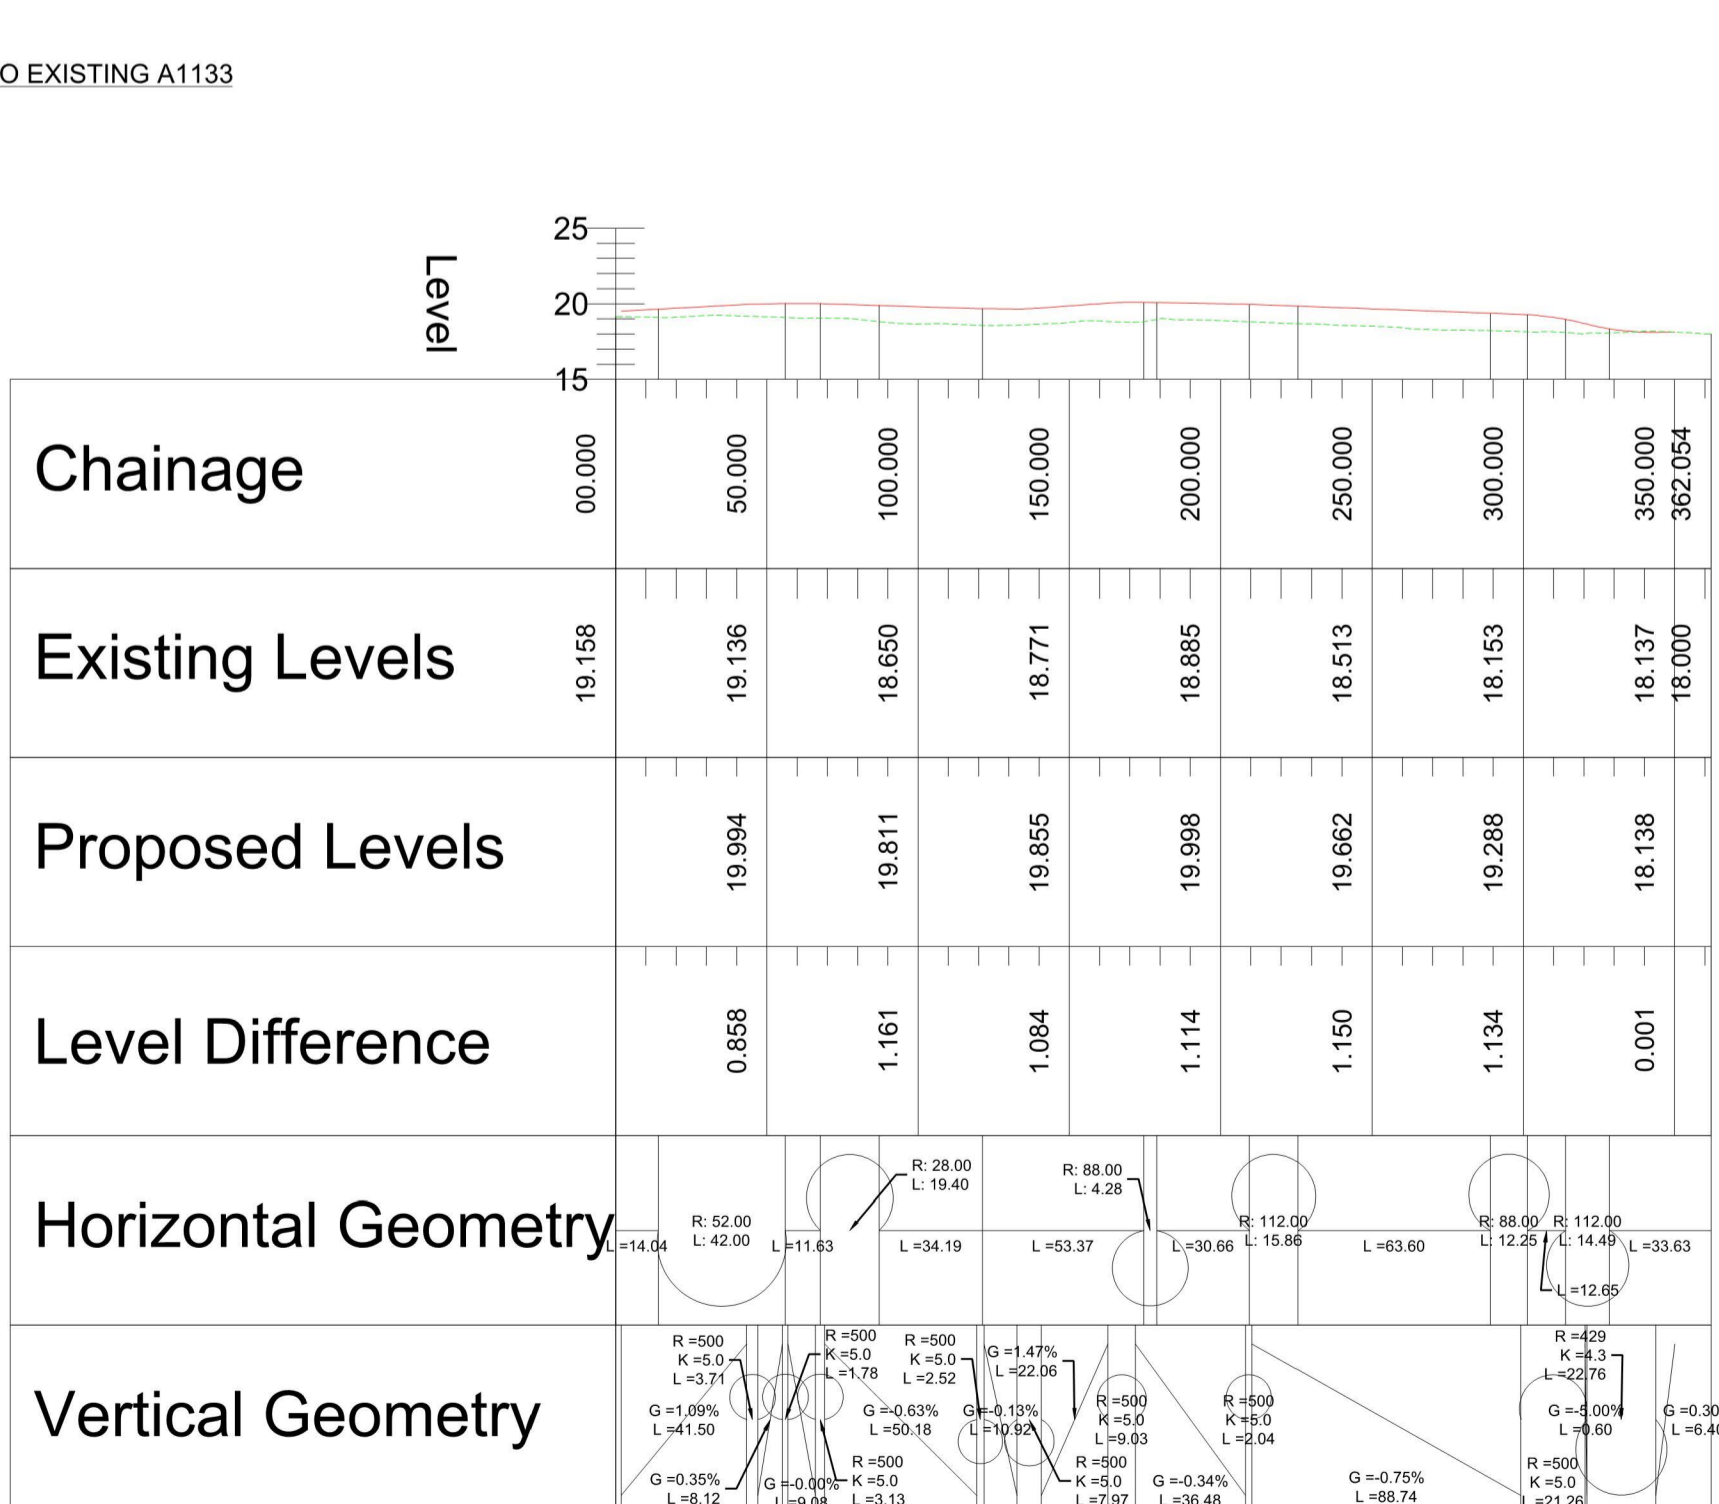 O EXISTING A1133
Level
25
20
15
Chainage
00.000
50.000
100.000
150.000
200.000
250.000
300.000
350.000
362.054
Existing Levels
19.158
19.136
18.650
18.771
18.885
18.513
18.153
18.137
18.000
Proposed Levels
19.994
19.811
19.855
19.998
19.662
19.288
18.138
Level Difference
0.858
1.161
1.084
1.114
1.150
1.134
0.001
Horizontal Geometry
L =14.04
R: 52.00
L: 42.00
L =11.63
R: 28.00
L: 19.40
L =34.19
L =53.37
R: 88.00
L: 4.28
L =30.66
R: 112.00
L: 15.86
L =63.60
R: 88.00
L: 12.25
L =12.65
R: 112.00
L: 14.49
L =33.63
Vertical Geometry
G =1.09%
L =41.50
R =500
K =5.0
L =3.71
G =0.35%
L =8.12
R =500
K =5.0
L =1.78
G =-0.00%
L =9.08
R =500
K =5.0
L =3.13
G =-0.63%
L =50.18
R =500
K =5.0
L =2.52
G =-0.13%
L =10.92
R =500
K =5.0
L =7.97
G =1.47%
L =22.06
R =500
K =5.0
L =9.03
G =-0.34%
L =36.48
R =500
K =5.0
L =2.04
G =-0.75%
L =88.74
R =500
K =5.0
L =21.26
G =-5.00%
L =0.60
R =429
K =4.3
L =22.76
G =0.30
L =6.40